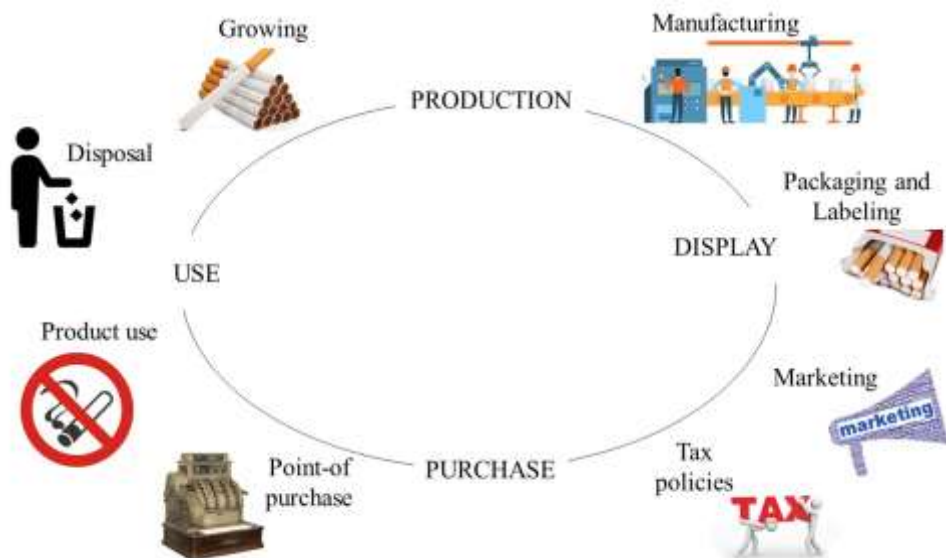 Growing
Manufacturing
PRODUCTION
Disposal
Packaging and
Labeling
DISPLAY
USE
Product use
Marketing
marketing
Point-of
purchase
PURCHASE
Tax
policies
TAX